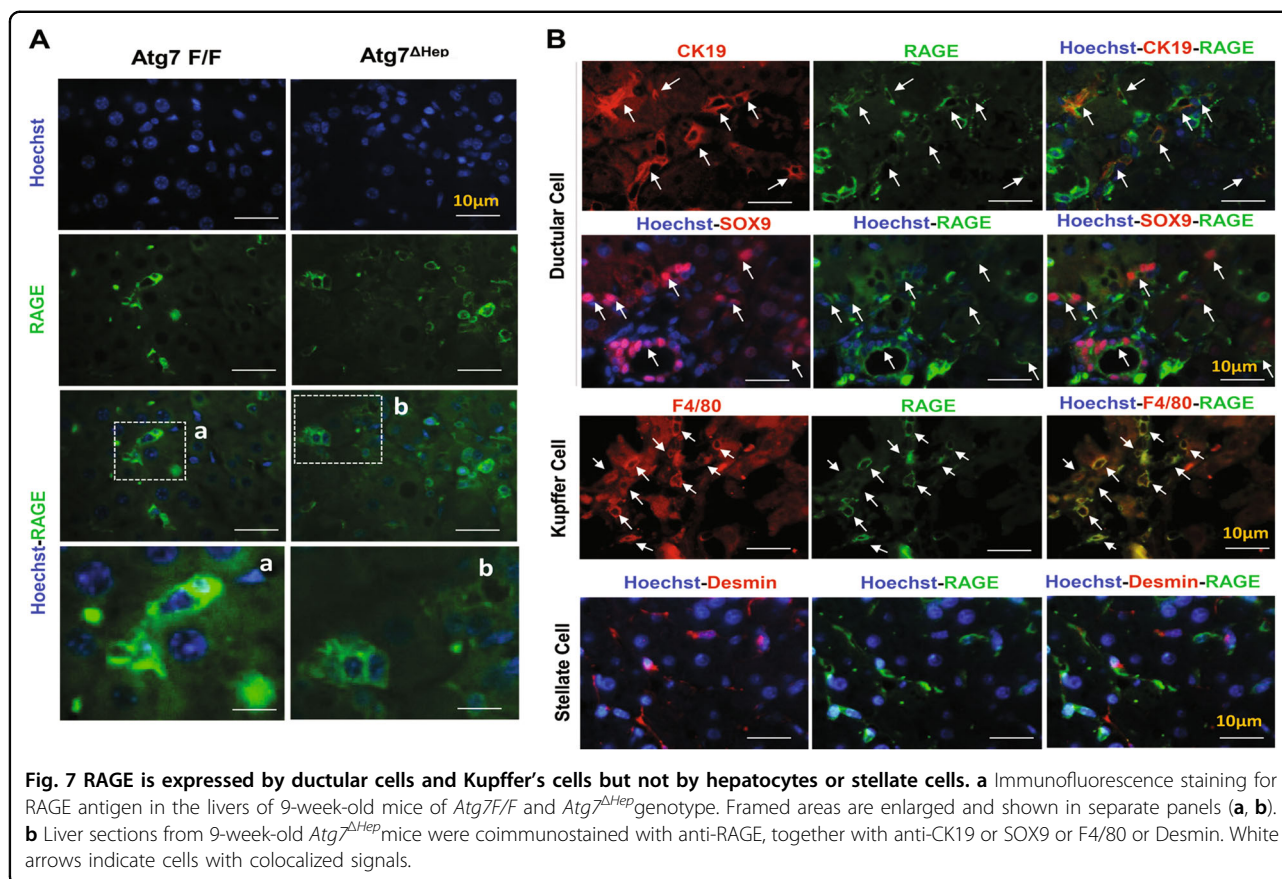 A
Atg7 F/F
Atg7ΔHep
Hoechst
10μm
RAGE
Hoechst-RAGE
a
b
a
b
B
CK19
RAGE
Hoechst-CK19-RAGE
Ductular Cell
Hoechst-SOX9
Hoechst-RAGE
Hoechst-SOX9-RAGE
10μm
Kupffer Cell
F4/80
RAGE
Hoechst-F4/80-RAGE
10μm
Stellate Cell
Hoechst-Desmin
Hoechst-RAGE
Hoechst-Desmin-RAGE
10μm
Fig. 7 RAGE is expressed by ductular cells and Kupffer's cells but not by hepatocytes or stellate cells. a Immunofluorescence staining for
RAGE antigen in the livers of 9-week-old mice of Atg7F/F and Atg7ΔHep genotype. Framed areas are enlarged and shown in separate panels (a, b).
b Liver sections from 9-week-old Atg7ΔHep mice were coimmunostained with anti-RAGE, together with anti-CK19 or SOX9 or F4/80 or Desmin. White
arrows indicate cells with colocalized signals.